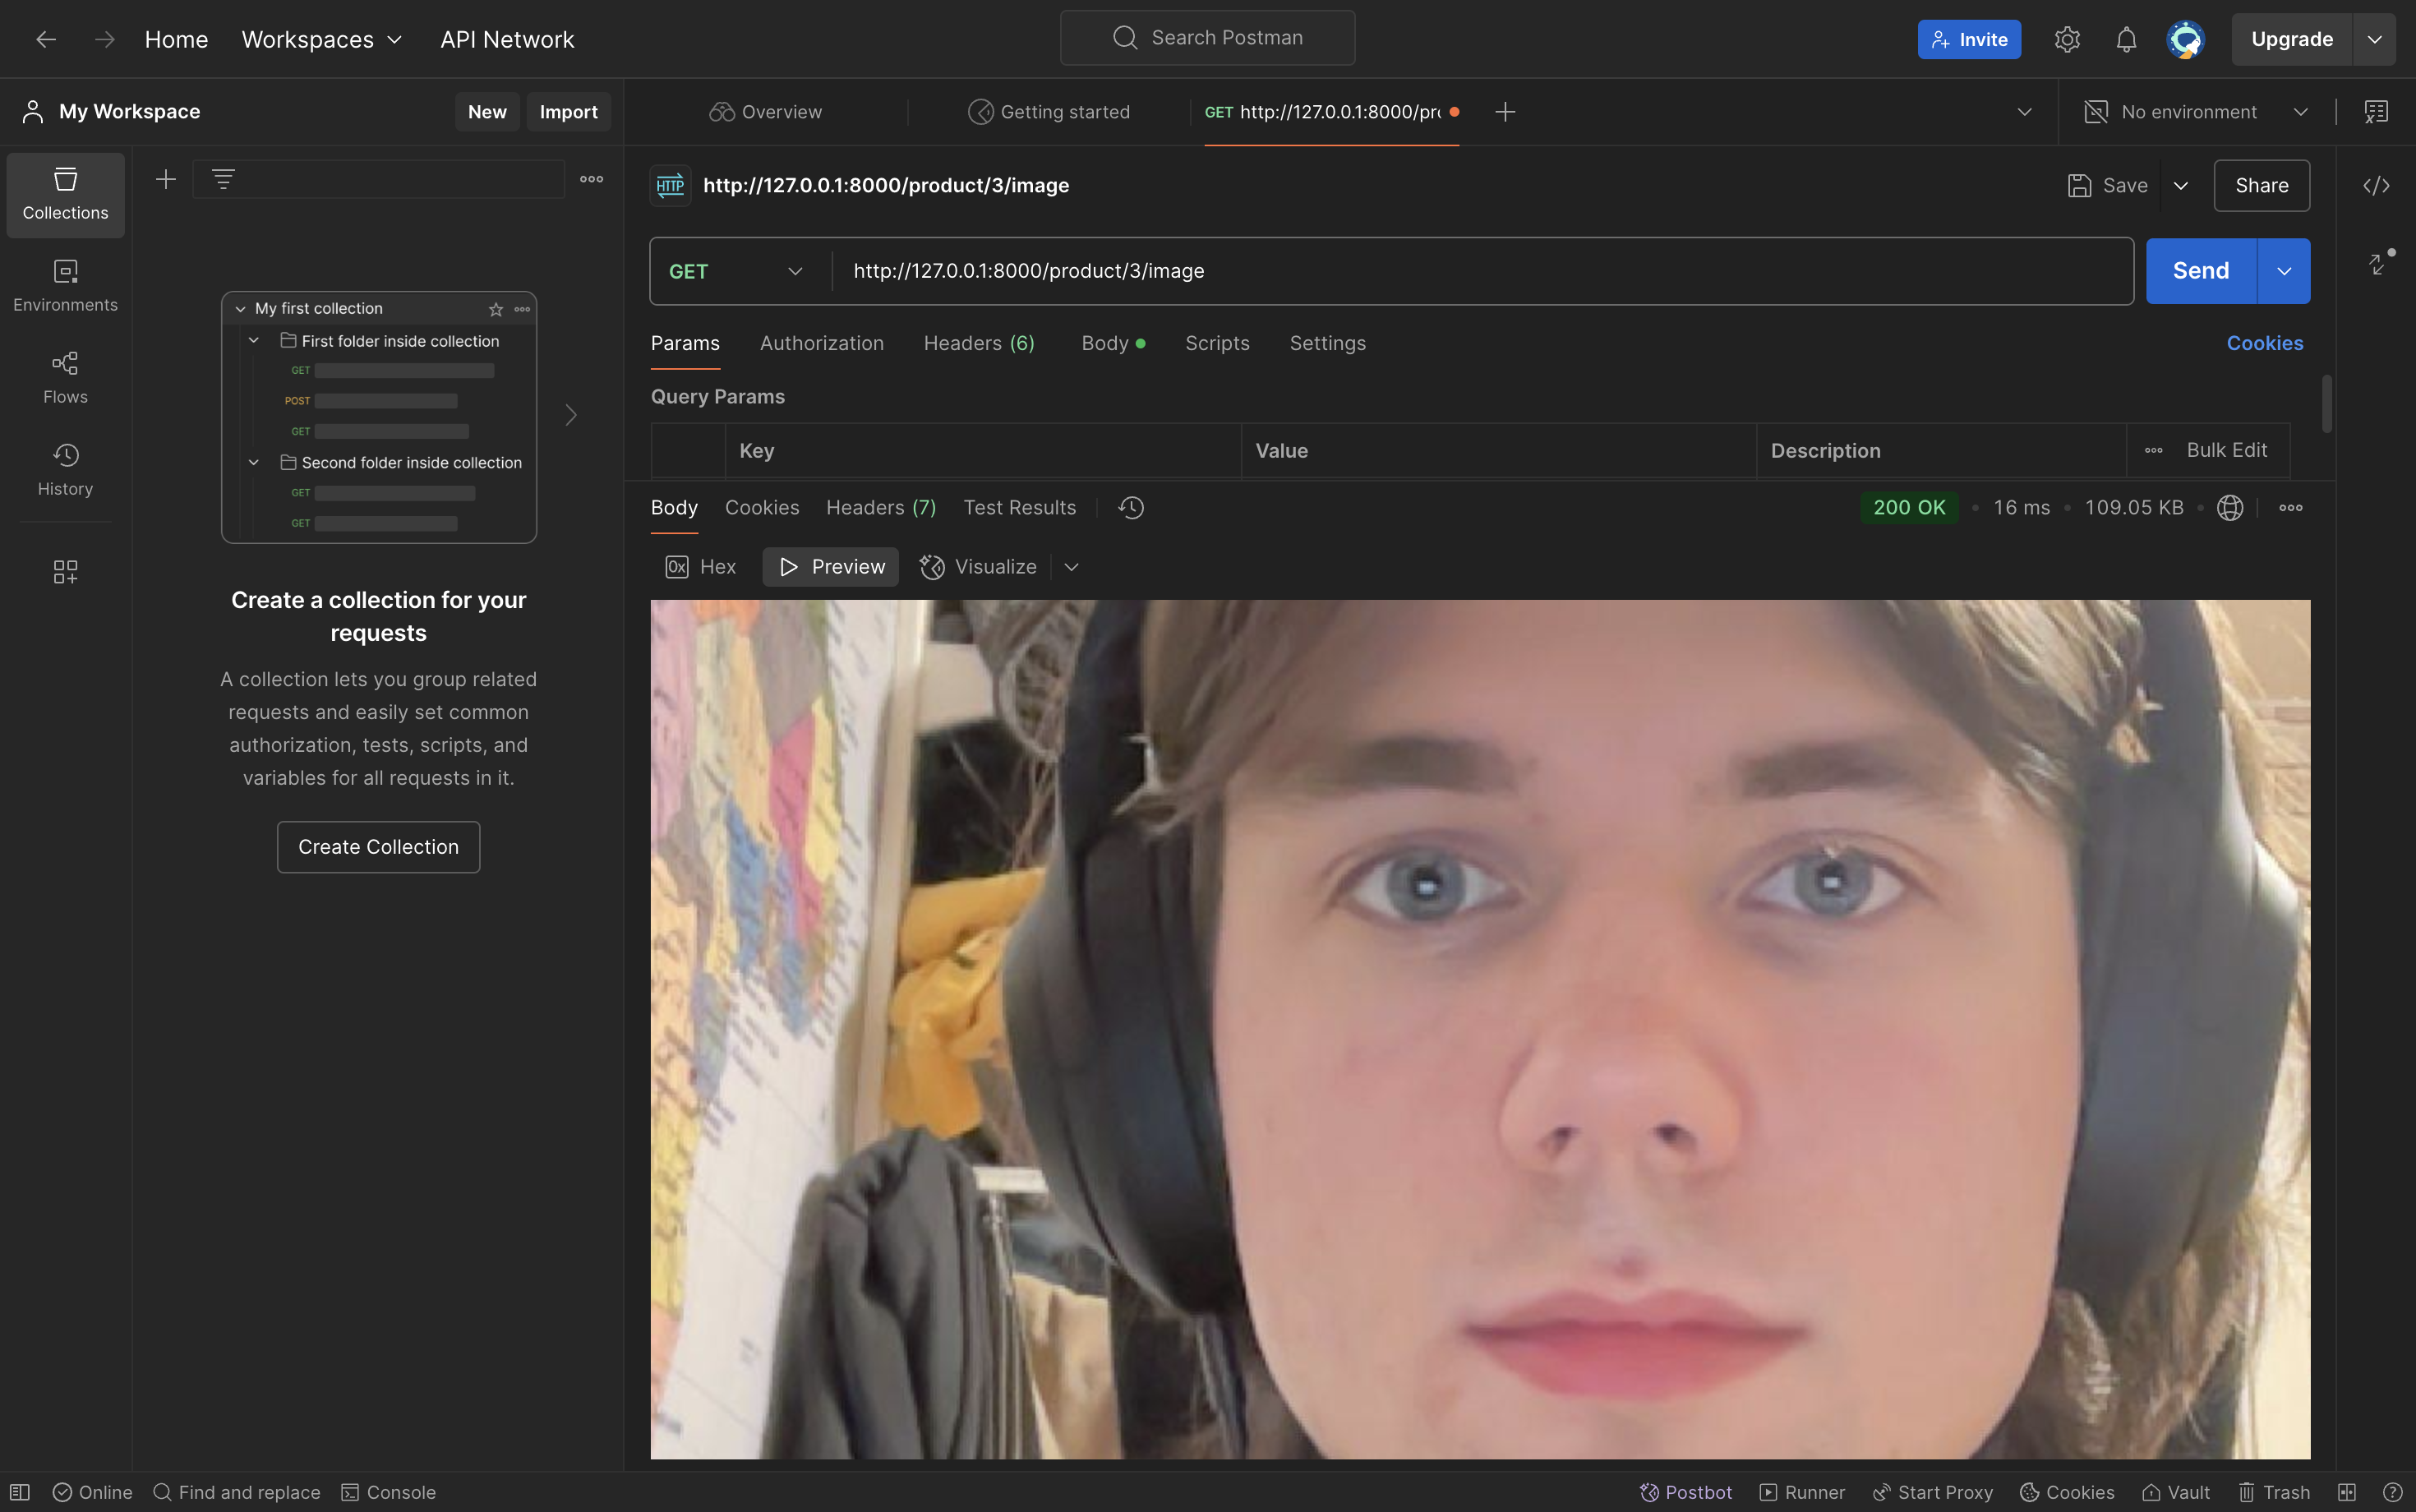 Home
Workspaces
API Network
Search Postman
Invite
Upgrade
My Workspace
New
Import
Overview
Getting started
GET http://127.0.0.1:8000/pr
No environment
Collections
Environments
Flows
History
My first collection
First folder inside collection
GET
POST
GET
Second folder inside collection
GET
GET
Create a collection for your
requests
A collection lets you group related
requests and easily set common
authorization, tests, scripts, and
variables for all requests in it.
Create Collection
HTTP http://127.0.0.1:8000/product/3/image
Save
Share
GET
http://127.0.0.1:8000/product/3/image
Send
Params
Authorization
Headers (6)
Body
Scripts
Settings
Cookies
Query Params
Key
Value
Description
Bulk Edit
Body
Cookies
Headers (7)
Test Results
200 OK
16 ms
109.05 KB
0x Hex
Preview
Visualize
Online
Find and replace
Console
Postbot
Runner
Start Proxy
Cookies
Vault
Trash